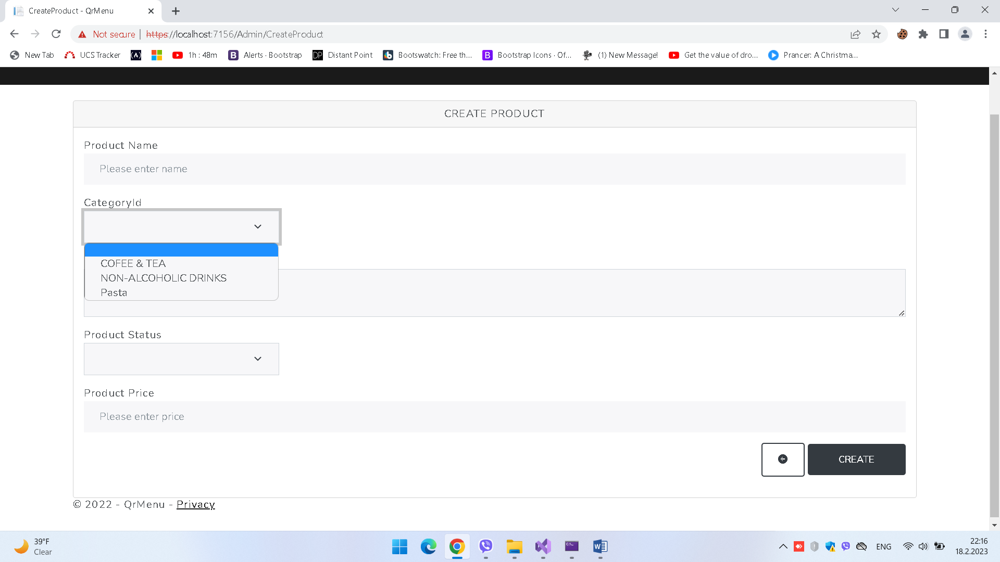 CreateProduct - QrMenu
Not secure | https://localhost:7156/Admin/CreateProduct
New Tab UCS Tracker 1h : 48m Alerts · Bootstrap DP Distant Point Bootswatch: Free th... Bootstrap Icons · Of... (1) New Message! Get the value of dro... Prancer: A Christma...
CREATE PRODUCT
Product Name
Please enter name
CategoryId
COFEE & TEA
NON-ALCOHOLIC DRINKS
Pasta
Product Status
Product Price
Please enter price
CREATE
© 2022 - QrMenu - Privacy
39°F
Clear
ENG
22:16
18.2.2023